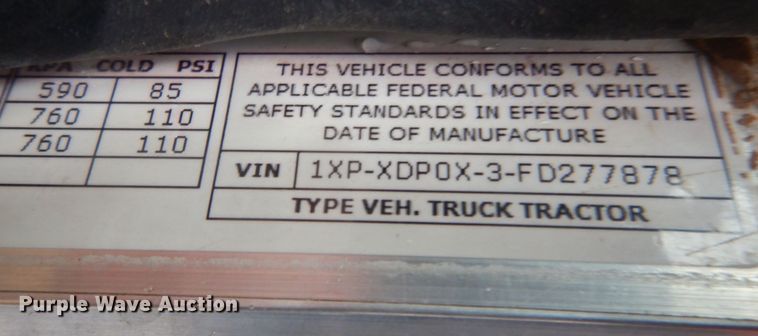 KPA COLD PSI
590 85
760 110
760 110
THIS VEHICLE CONFORMS TO ALL
APPLICABLE FEDERAL MOTOR VEHICLE
SAFETY STANDARDS IN EFFECT ON THE
DATE OF MANUFACTURE
VIN 1XP-XDP0X-3-FD277878
TYPE VEH. TRUCK TRACTOR
Purple Wave Auction